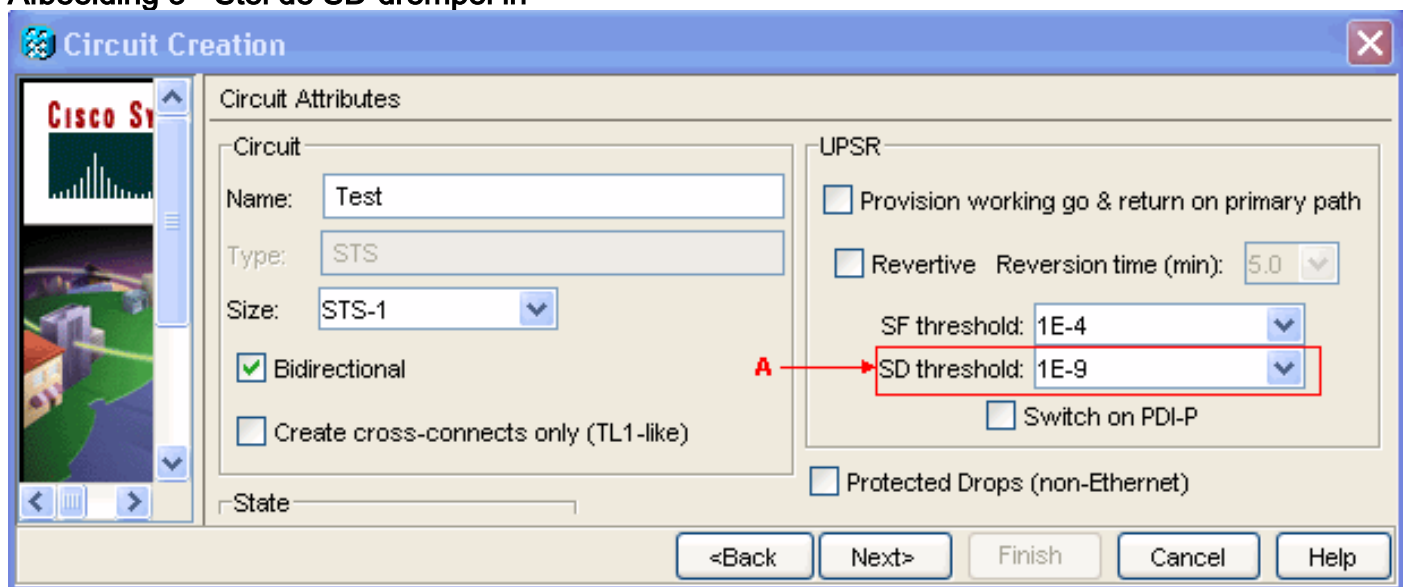 Circuit Creation
Cisco Sy
Circuit Attributes
Circuit
Name: Test
Type: STS
Size: STS-1
Bidirectional
Create cross-connects only (TL1-like)
State
UPSR
Provision working go & return on primary path
Revertive Reversion time (min): 5.0
SF threshold: 1E-4
A
SD threshold: 1E-9
Switch on PDI-P
Protected Drops (non-Ethernet)
<Back Next> Finish Cancel Help